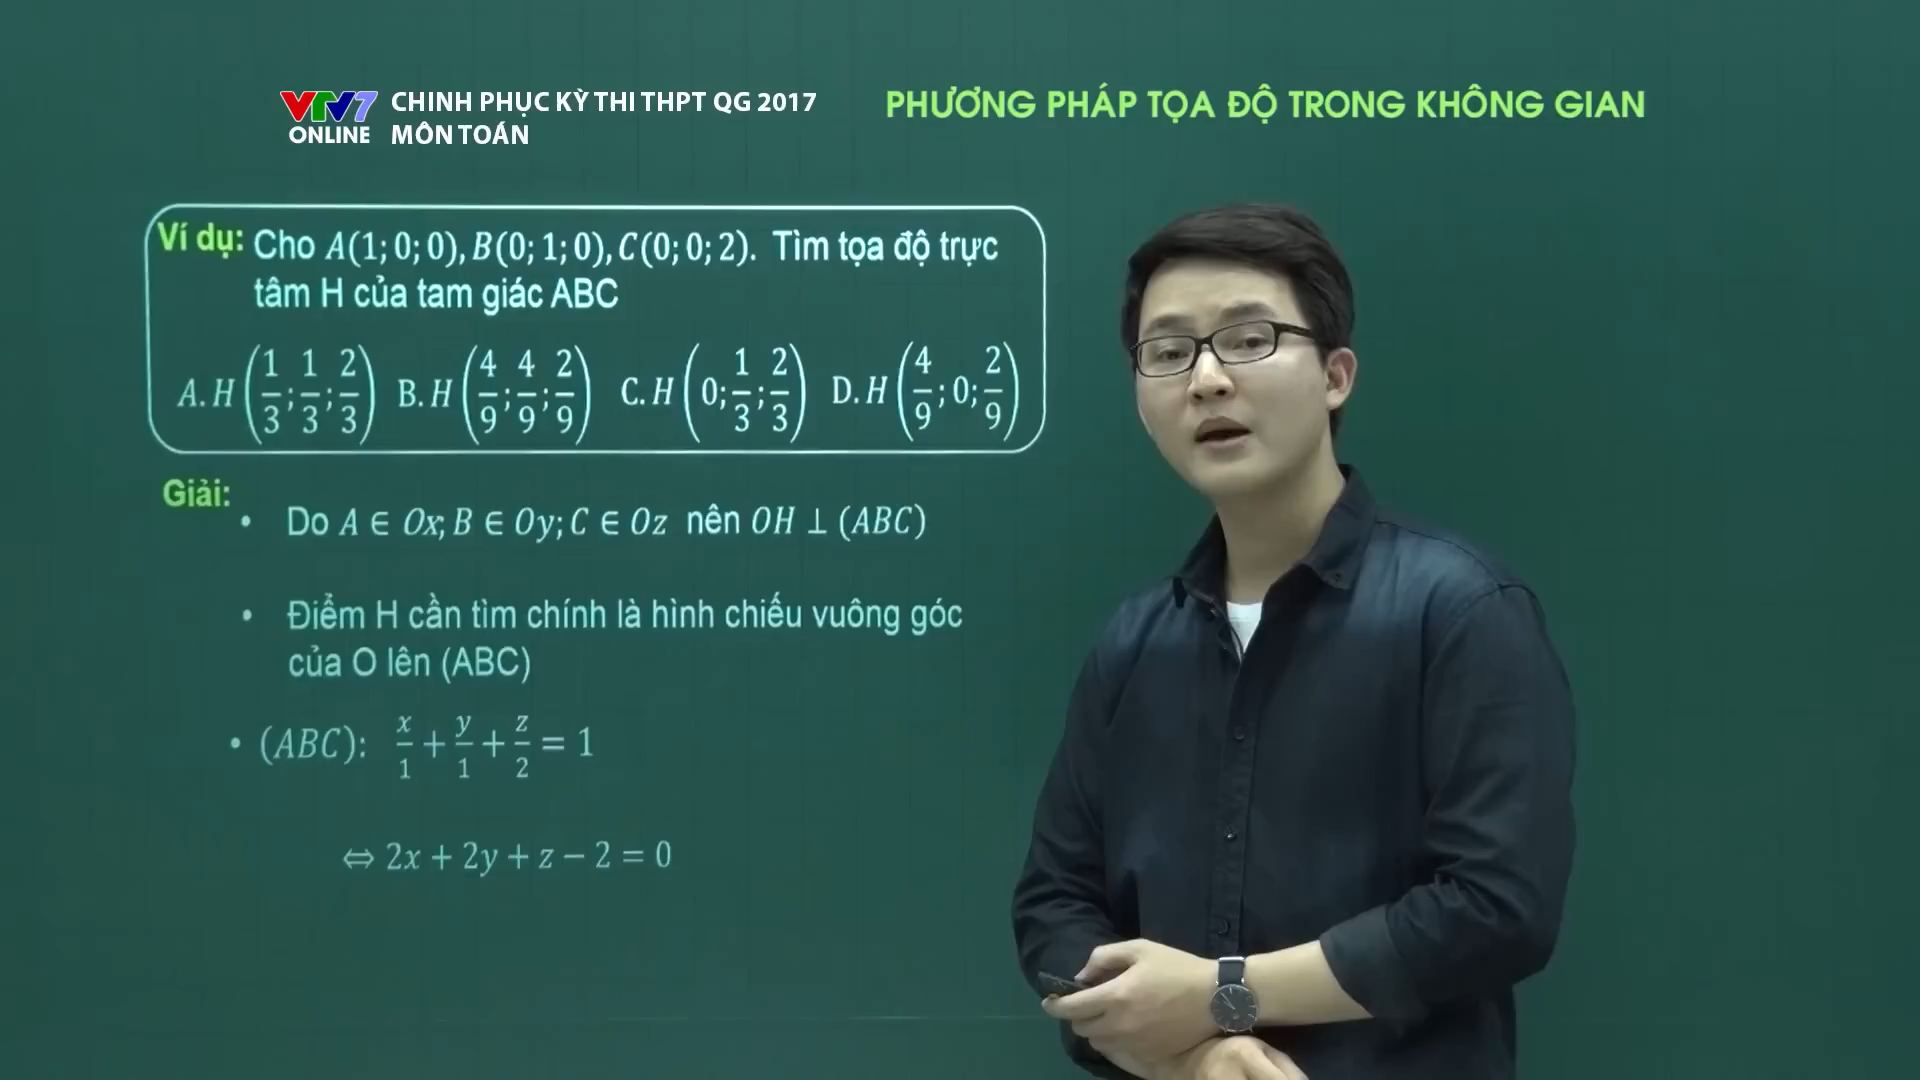 VTV7 ONLINE
CHINH PHỤC KỲ THI THPT QG 2017
MÔN TOÁN
PHƯƠNG PHÁP TỌA ĐỘ TRONG KHÔNG GIAN
Ví dụ: Cho A(1; 0; 0), B(0; 1; 0), C(0; 0; 2). Tìm tọa độ trực
tâm H của tam giác ABC
A. H (1/3; 1/3; 2/3) B. H (4/9; 4/9; 2/9) C. H (0; 1/3; 2/3) D. H (4/9; 0; 2/9)
Giải:
• Do A ∈ Ox; B ∈ Oy; C ∈ Oz nên OH ⊥ (ABC)
• Điểm H cần tìm chính là hình chiếu vuông góc
của O lên (ABC)
• (ABC): x/1 + y/1 + z/2 = 1
⇔ 2x + 2y + z − 2 = 0